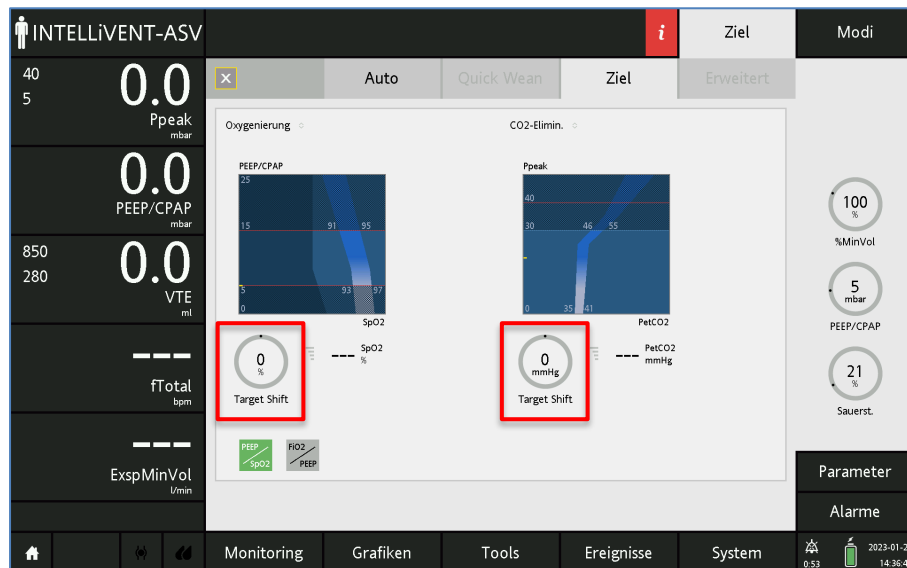 INTELLiVENT-ASV
i
Ziel
Modi
40
5
0.0
Ppeak
mbar
0.0
PEEP/CPAP
mbar
850
280
0.0
VTE
ml
---
fTotal
bpm
---
ExspMinVol
l/min
X
Auto
Quick Wean
Ziel
Erweitert
Oxygenierung
PEEP/CPAP
25
15
91
95
5
93
97
0
SpO2
0
%
Target Shift
--- SpO2
%
PEEP
SpO2
FiO2
PEEP
CO2-Elimin.
Ppeak
40
30
46
55
0
35
41
PetCO2
0
mmHg
Target Shift
--- PetCO2
mmHg
100
%
%MinVol
5
mbar
PEEP/CPAP
21
%
Sauerst.
Parameter
Alarme
Monitoring
Grafiken
Tools
Ereignisse
System
0:53
2023-01-2
14:36:4